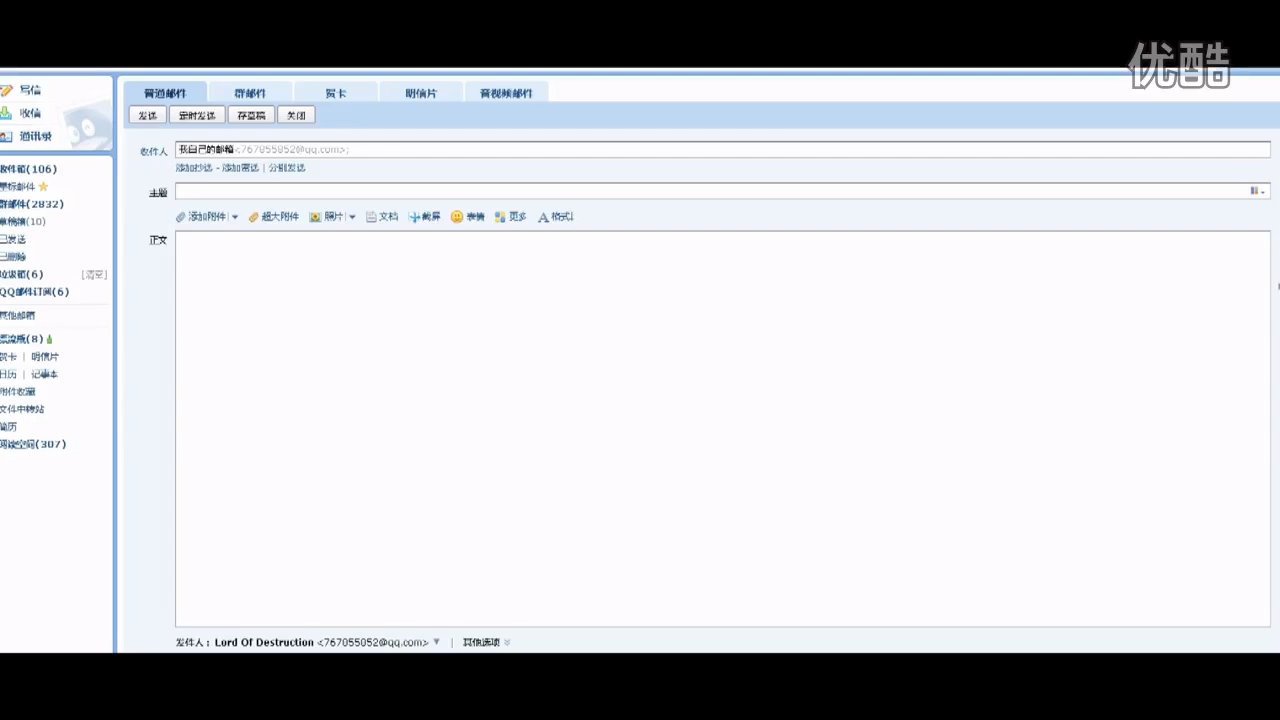 优酷
写信
收信
通讯录
收件箱(106)
星标邮件
群邮件(2832)
草稿箱(10)
已发送
已删除
垃圾箱(6) [清空]
QQ邮件订阅(6)
其他邮箱
漂流瓶(8)
贺卡 | 明信片
日历 | 记事本
附件收藏
文件中转站
简历
阅读空间(307)
普通邮件 群邮件 贺卡 明信片 音视频邮件
发送 定时发送 存草稿 关闭
收件人 我自己的邮箱<767055052@qq.com>;
添加抄送 - 添加密送 | 分别发送
主题
添加附件 超大附件 照片 文档 截屏 表情 更多 格式↓
正文
发件人：Lord Of Destruction <767055052@qq.com> | 其他选项